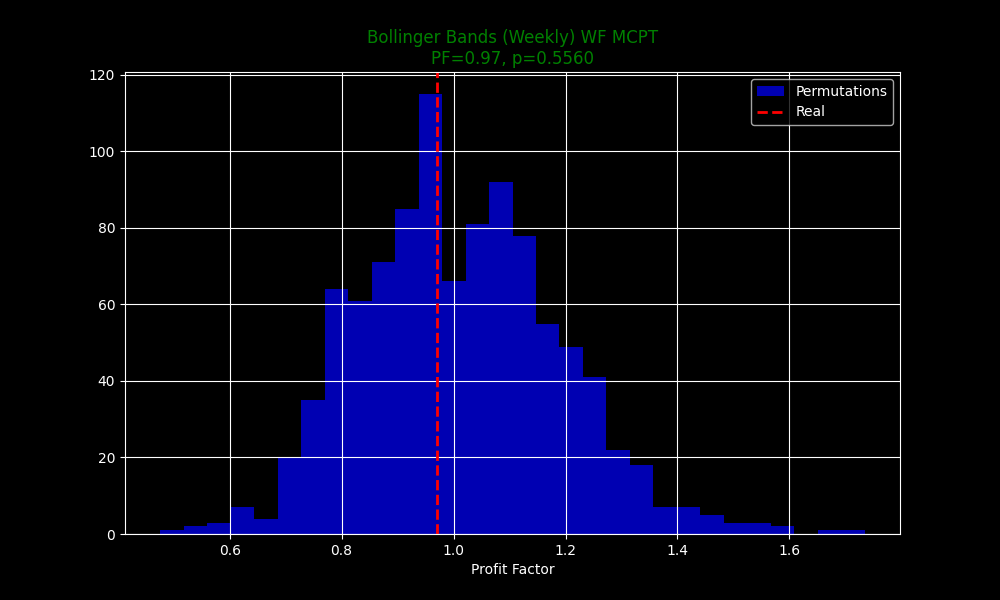 Bollinger Bands (Weekly) WF MCPT
PF=0.97, p=0.5560
Permutations
Real
120
100
80
60
40
20
0
0.6
0.8
1.0
1.2
1.4
1.6
Profit Factor